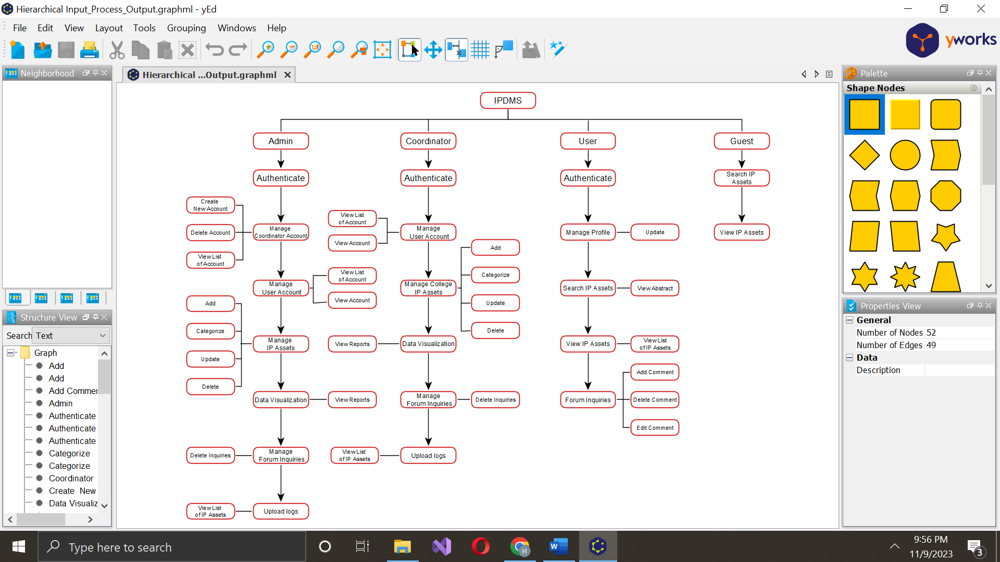 Hierarchical Input_Process_Output.graphml - yEd
File Edit View Layout Tools Grouping Windows Help
1:1
yworks
Neighborhood
Hierarchical ...Output.graphml
Palette
Shape Nodes
IPDMS
Admin
Coordinator
User
Guest
Authenticate
Authenticate
Authenticate
Search IP
Assets
Create
New Account
Delete Account
View List
of Account
Manage
Coordinator Account
View List
of Account
View Account
Manage
User Account
Manage Profile
Update
View IP Assets
Add
Categorize
Update
Delete
Manage
User Account
View List
of Account
View Account
Manage College
IP Assets
Search IP Assets
View Abstract
Add
Categorize
Update
Delete
Manage
IP Assets
View Reports
Data Visualization
View IP Assets
View List
of IP Assets
Data Visualization
View Reports
Manage
Forum Inquiries
Delete Inquiries
Forum Inquiries
Add Comment
Delete Comment
Edit Comment
Delete Inquiries
Manage
Forum Inquiries
View List
of IP Assets
Upload logs
View List
of IP Assets
Upload logs
Structure View
Search Text
Graph
Add
Add
Add Commer
Admin
Authenticate
Authenticate
Authenticate
Categorize
Categorize
Coordinator
Create New
Data Visualiz
Properties View
General
Number of Nodes 52
Number of Edges 49
Data
Description
Type here to search
H
W
9:56 PM
11/9/2023
3